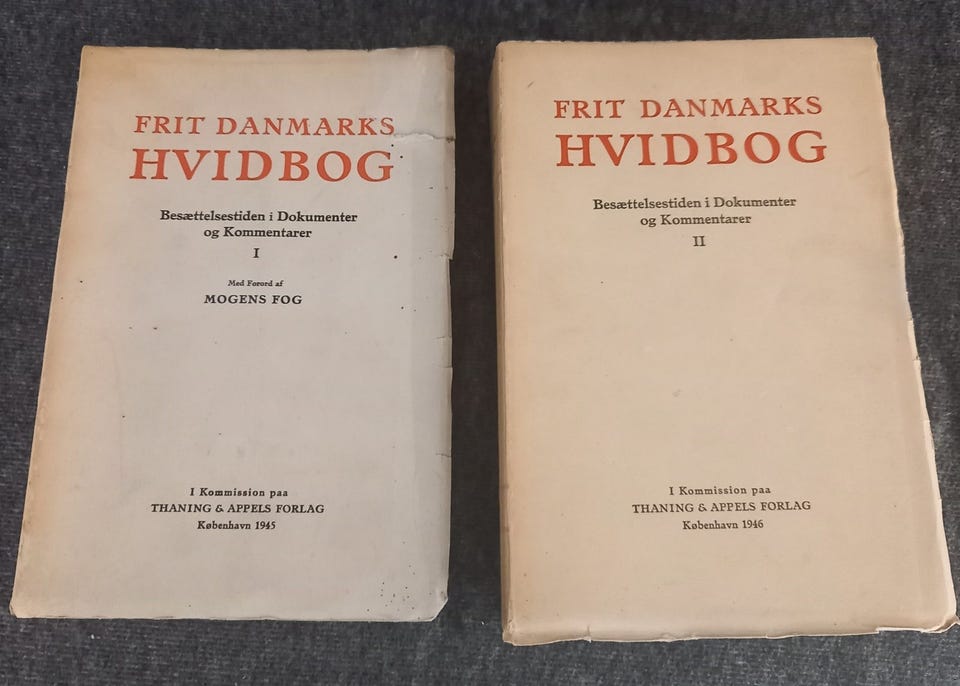 FRIT DANMARKS
HVIDBOG
Besættelsestiden i Dokumenter
og Kommentarer
I
Med Forord af
MOGENS FOG
I Kommission paa
THANING & APPELS FORLAG
København 1945
FRIT DANMARKS
HVIDBOG
Besættelsestiden i Dokumenter
og Kommentarer
II
I Kommission paa
THANING & APPELS FORLAG
København 1946